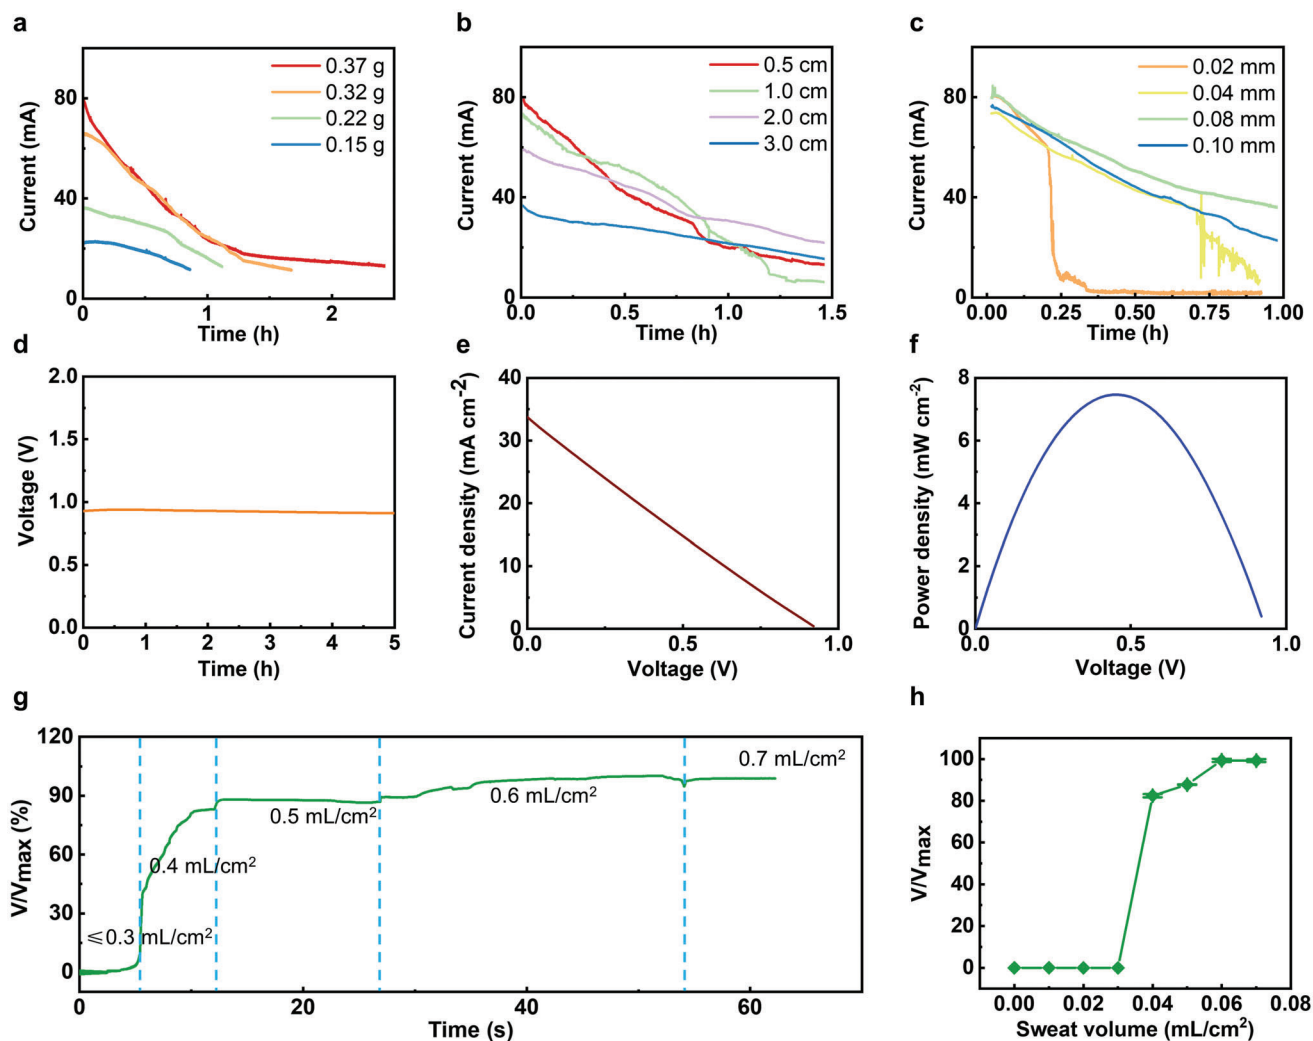 a
Current (mA)
80
40
0
0.37 g
0.32 g
0.22 g
0.15 g
1
2
Time (h)
b
Current (mA)
80
40
0
0.5 cm
1.0 cm
2.0 cm
3.0 cm
0.0
0.5
1.0
1.5
Time (h)
c
Current (mA)
80
40
0
0.02 mm
0.04 mm
0.08 mm
0.10 mm
0.00
0.25
0.50
0.75
1.00
Time (h)
d
Voltage (V)
2.0
1.5
1.0
0.5
0.0
0
1
2
3
4
5
Time (h)
e
Current density (mA cm⁻²)
40
30
20
10
0
0.0
0.5
1.0
Voltage (V)
f
Power density (mW cm⁻²)
8
6
4
2
0
0.0
0.5
1.0
Voltage (V)
g
V/Vmax (%)
120
90
60
30
0
≤0.3 mL/cm²
0.4 mL/cm²
0.5 mL/cm²
0.6 mL/cm²
0.7 mL/cm²
0
20
40
60
Time (s)
h
V/Vmax
100
80
60
40
20
0
0.00
0.02
0.04
0.06
0.08
Sweat volume (mL/cm²)